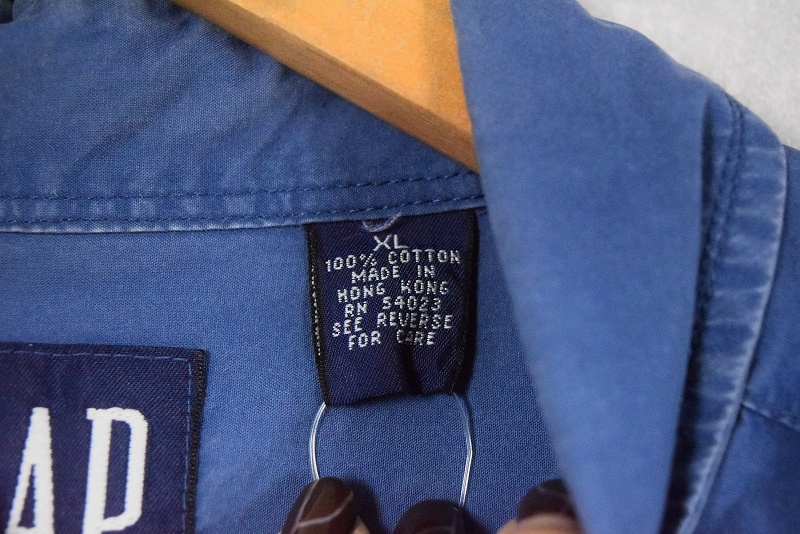 XL
100% COTTON
MADE IN
HONG KONG
RN 54023
SEE REVERSE
FOR CARE
AP